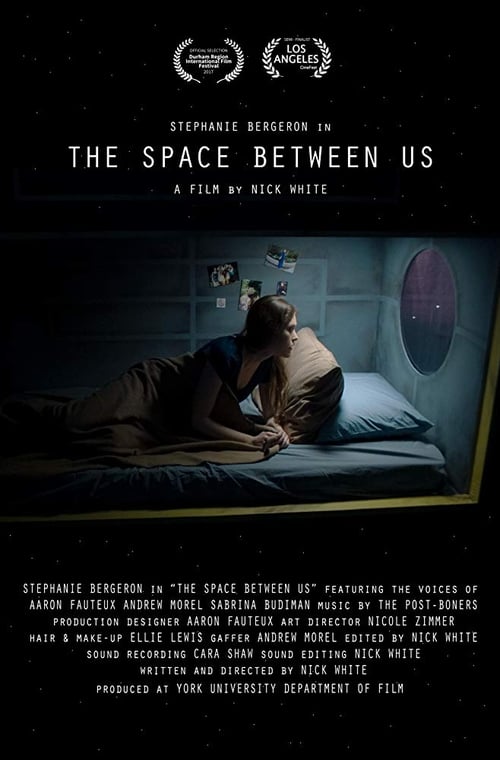 OFFICIAL SELECTION
Durham Region
International Film
Festival
2017
LOS
ANGELES
CineFest
STEPHANIE BERGERON IN
THE SPACE BETWEEN US
A FILM BY NICK WHITE
STEPHANIE BERGERON IN "THE SPACE BETWEEN US" FEATURING THE VOICES OF
AARON FAUTEUX ANDREW MOREL SABRINA BUDIMAN MUSIC BY THE POST-BONERS
PRODUCTION DESIGNER AARON FAUTEUX ART DIRECTOR NICOLE ZIMMER
HAIR & MAKE-UP ELLIE LEWIS GAFFER ANDREW MOREL EDITED BY NICK WHITE
SOUND RECORDING CARA SHAW SOUND EDITING NICK WHITE
WRITTEN AND DIRECTED BY NICK WHITE
PRODUCED AT YORK UNIVERSITY DEPARTMENT OF FILM